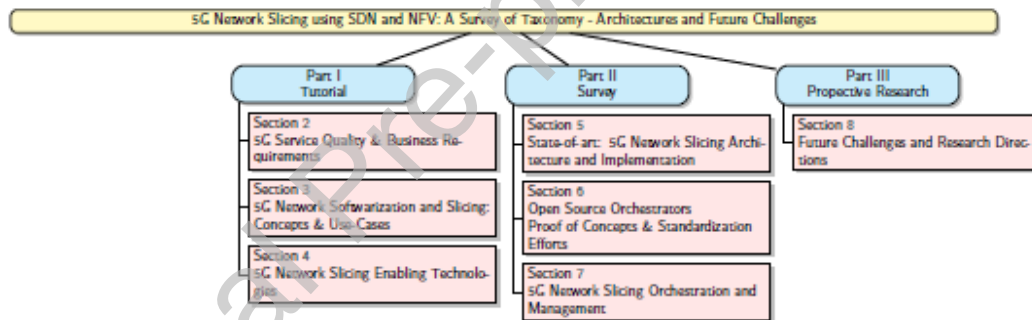 5G Network Slicing using SDN and NFV: A Survey of Taxonomy - Architectures and Future Challenges
Part I
Tutorial
Section 2
5G Service Quality & Business Re-
quirements
Section 3
5G Network Softwarization and Slicing:
Concepts & Use Cases
Section 4
5G Network Slicing Enabling Technolo-
gies
Part II
Survey
Section 5
State-of-art: 5G Network Slicing Archi-
tecture and Implementation
Section 6
Open Source Orchestrators
Proof of Concepts & Standardization
Efforts
Section 7
5G Network Slicing Orchestration and
Management
Part III
Propective Research
Section 8
Future Challenges and Research Direc-
tions
al Pre-p